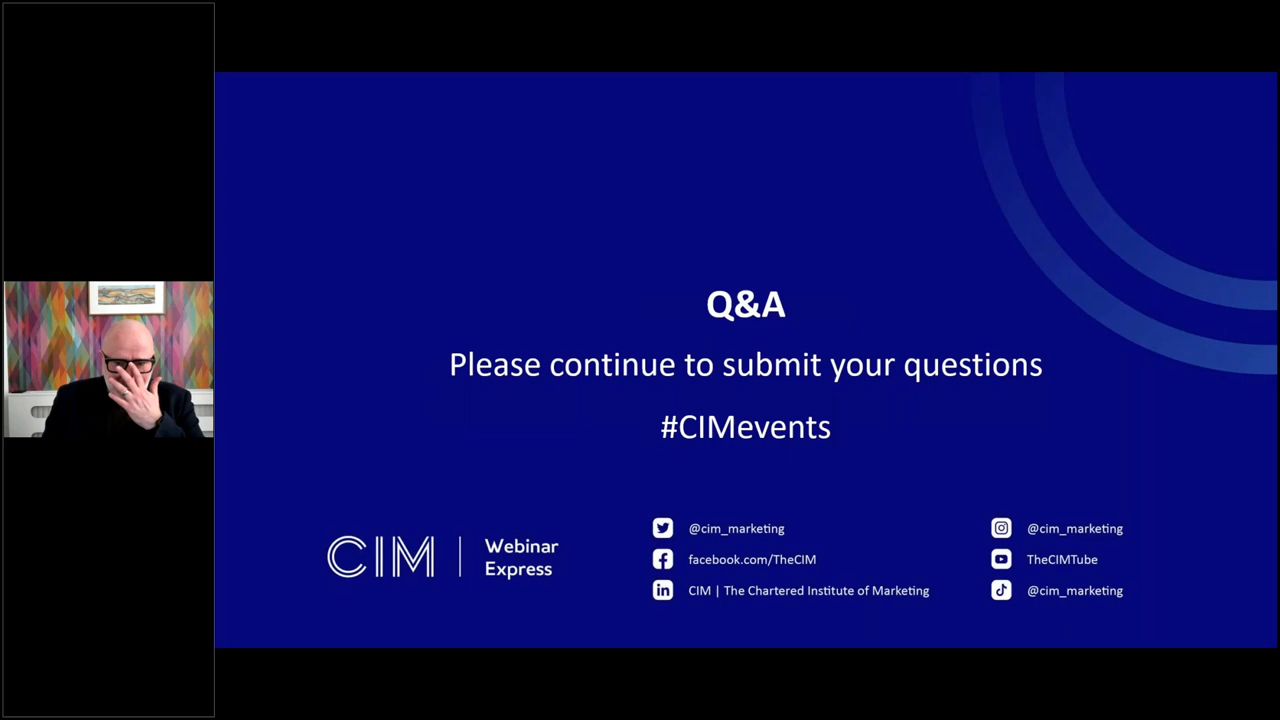 Q&A
Please continue to submit your questions
#CIMevents
CIM | Webinar Express
@cim_marketing
facebook.com/TheCIM
CIM | The Chartered Institute of Marketing
@cim_marketing
TheCIMTube
@cim_marketing